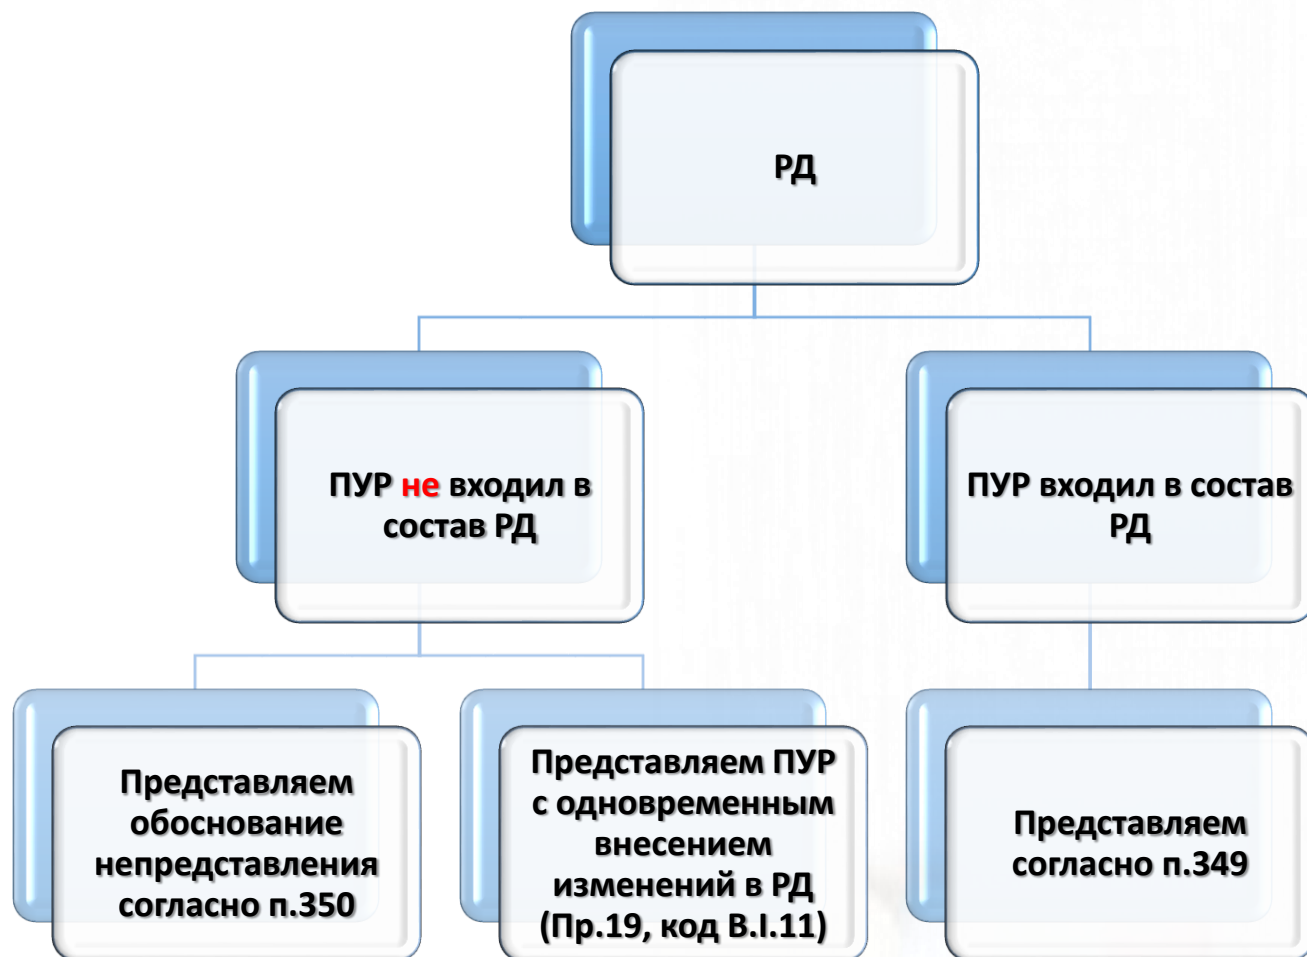 РД
ПУР не входил в
состав РД
ПУР входил в состав
РД
Представляем
обоснование
непредставления
согласно п.350
Представляем ПУР
с одновременным
внесением
изменений в РД
(Пр.19, код B.I.11)
Представляем
согласно п.349